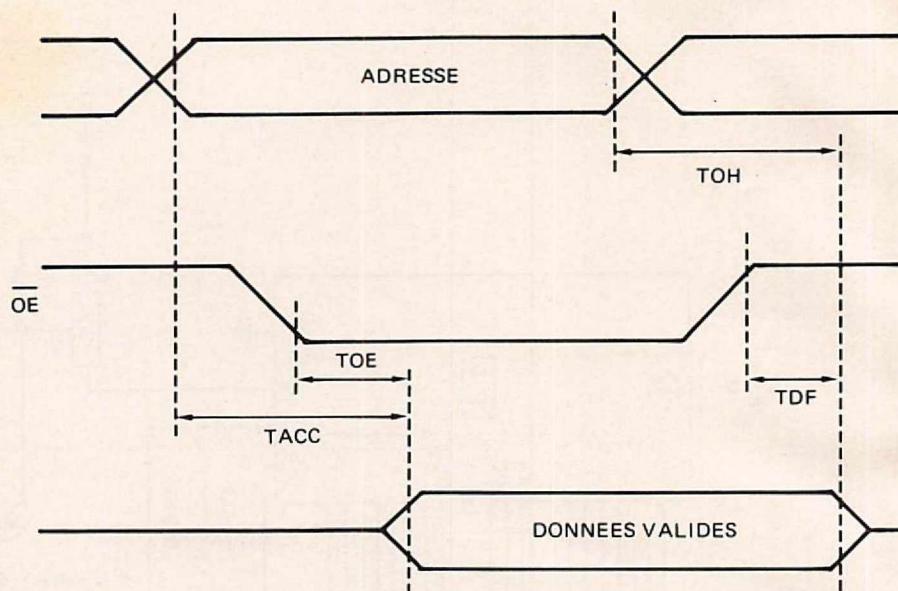 ADRESSE
TOH
OE
TOE
TDF
TACC
DONNEES VALIDES